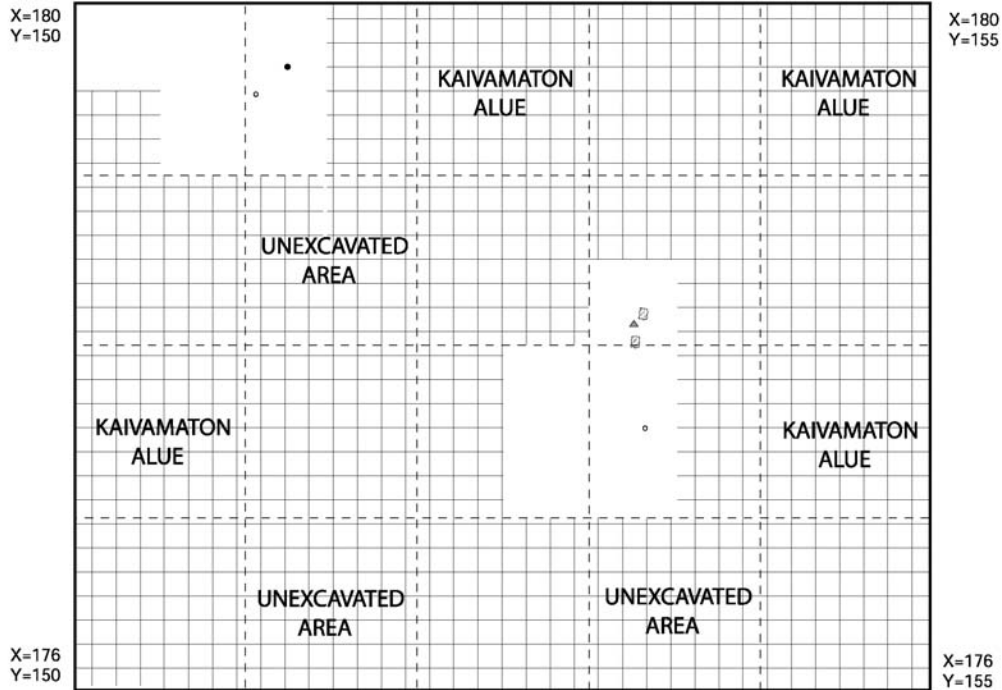 X=180
Y=150
X=180
Y=155
KAIVAMATON
ALUE
KAIVAMATON
ALUE
UNEXCAVATED
AREA
KAIVAMATON
ALUE
KAIVAMATON
ALUE
UNEXCAVATED
AREA
UNEXCAVATED
AREA
X=176
Y=150
X=176
Y=155